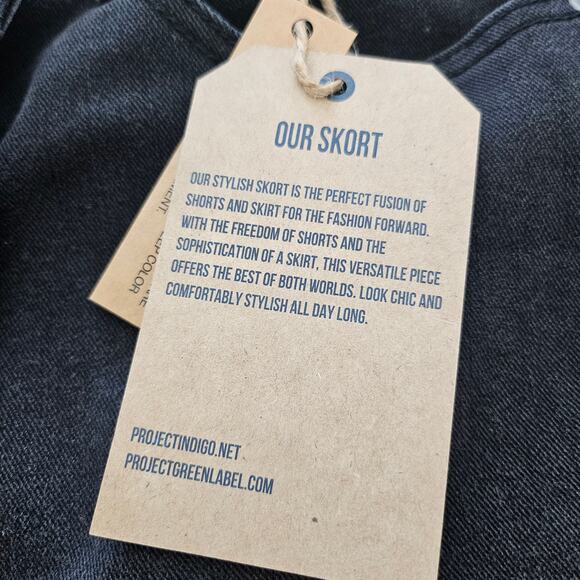 OUR SKORT
OUR STYLISH SKORT IS THE PERFECT FUSION OF
SHORTS AND SKIRT FOR THE FASHION FORWARD.
WITH THE FREEDOM OF SHORTS AND THE
SOPHISTICATION OF A SKIRT, THIS VERSATILE PIECE
OFFERS THE BEST OF BOTH WORLDS. LOOK CHIC AND
COMFORTABLY STYLISH ALL DAY LONG.
PROJECTINDIGO.NET
PROJECTGREENLABEL.COM
COLOR